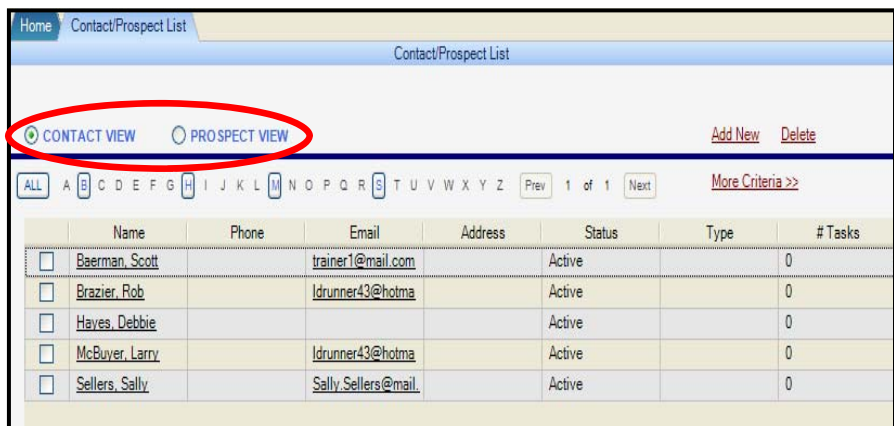 Home Contact/Prospect List
Contact/Prospect List
CONTACT VIEW PROSPECT VIEW Add New Delete
ALL A B C D E F G H I J K L M N O P Q R S T U V W X Y Z Prev 1 of 1 Next More Criteria >>
Name Phone Email Address Status Type # Tasks
Baerman, Scott trainer1@mail.com Active 0
Brazier, Rob ldrunner43@hotma Active 0
Hayes, Debbie Active 0
McBuyer, Larry ldrunner43@hotma Active 0
Sellers, Sally Sally.Sellers@mail. Active 0